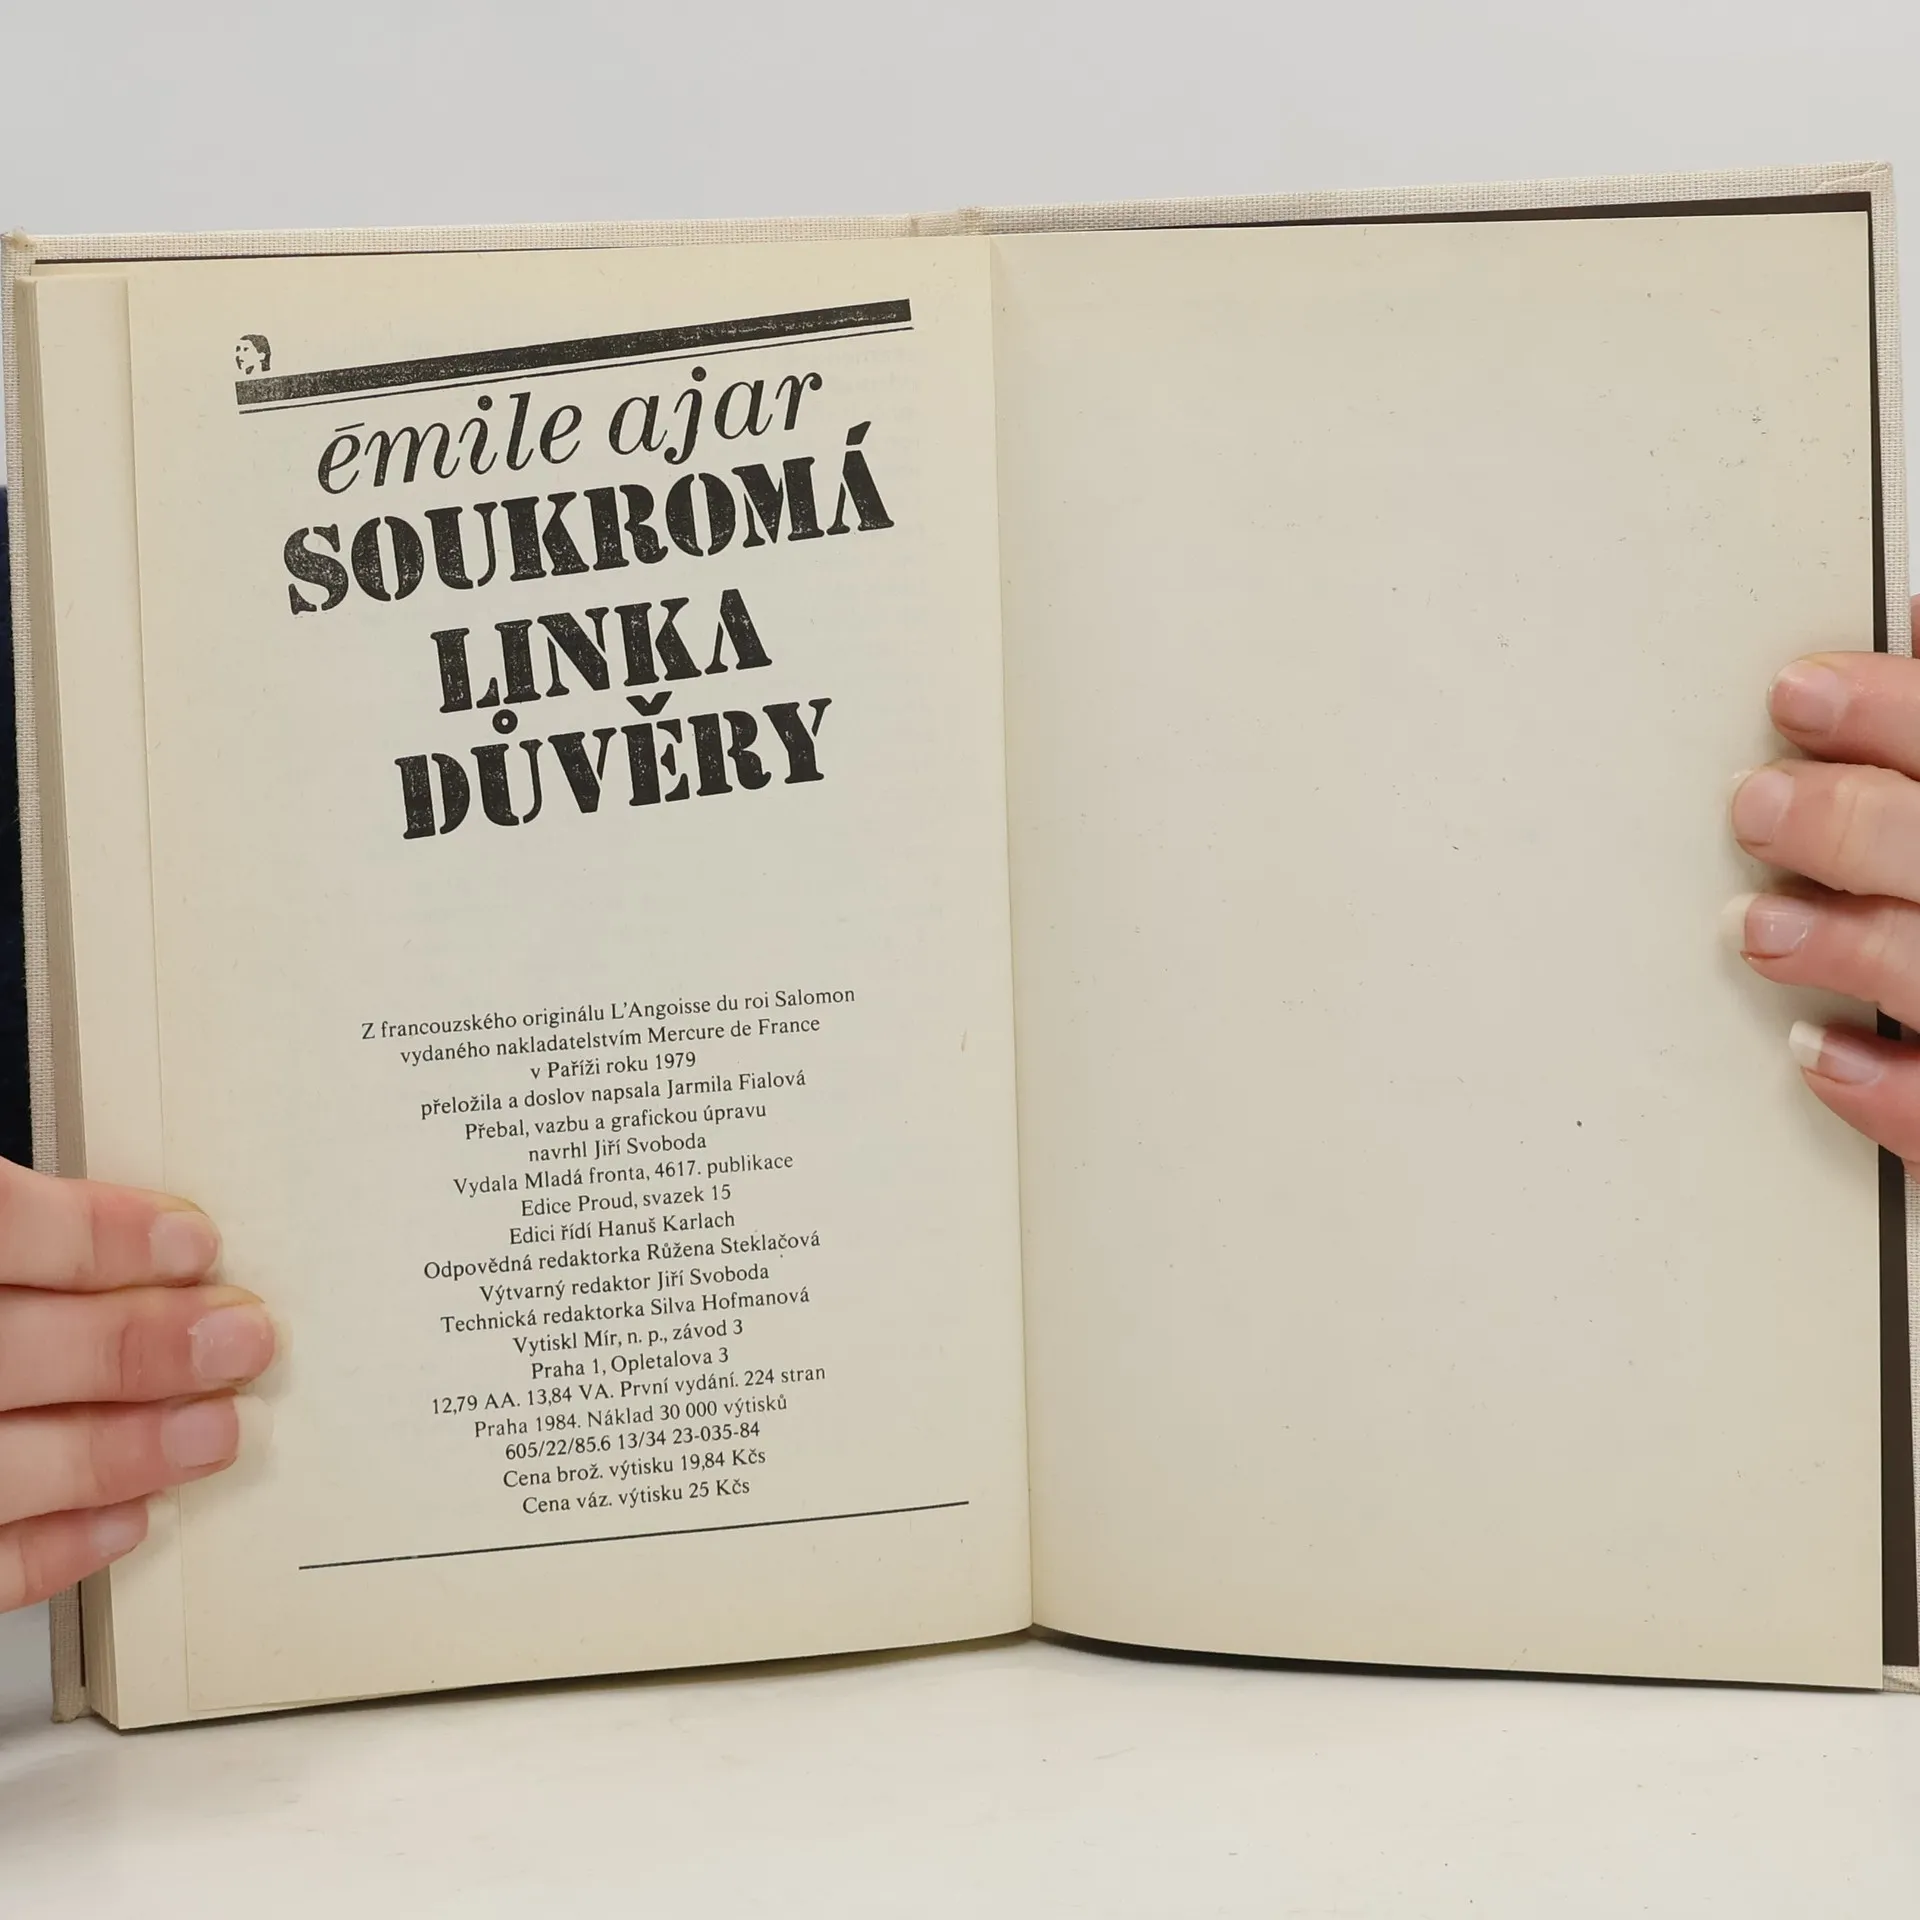 ēmile ajar
SOUKROMÁ
LINKA
DŮVĚRY
Z francouzského originálu L'Angoisse du roi Salomon
vydaného nakladatelstvím Mercure de France
v Paříži roku 1979
přeložila a doslov napsala Jarmila Fialová
Přebal, vazbu a grafickou úpravu
navrhl Jiří Svoboda
Vydala Mladá fronta, 4617. publikace
Edice Proud, svazek 15
Edici řídí Hanuš Karlach
Odpovědná redaktorka Růžena Steklačová
Výtvarný redaktor Jiří Svoboda
Technická redaktorka Silva Hofmanová
Vytiskl Mír, n. p., závod 3
Praha 1, Opletalova 3
12,79 AA. 13,84 VA. První vydání. 224 stran
Praha 1984. Náklad 30 000 výtisků
605/22/85.6 13/34 23-035-84
Cena brož. výtisku 19,84 Kčs
Cena váz. výtisku 25 Kčs